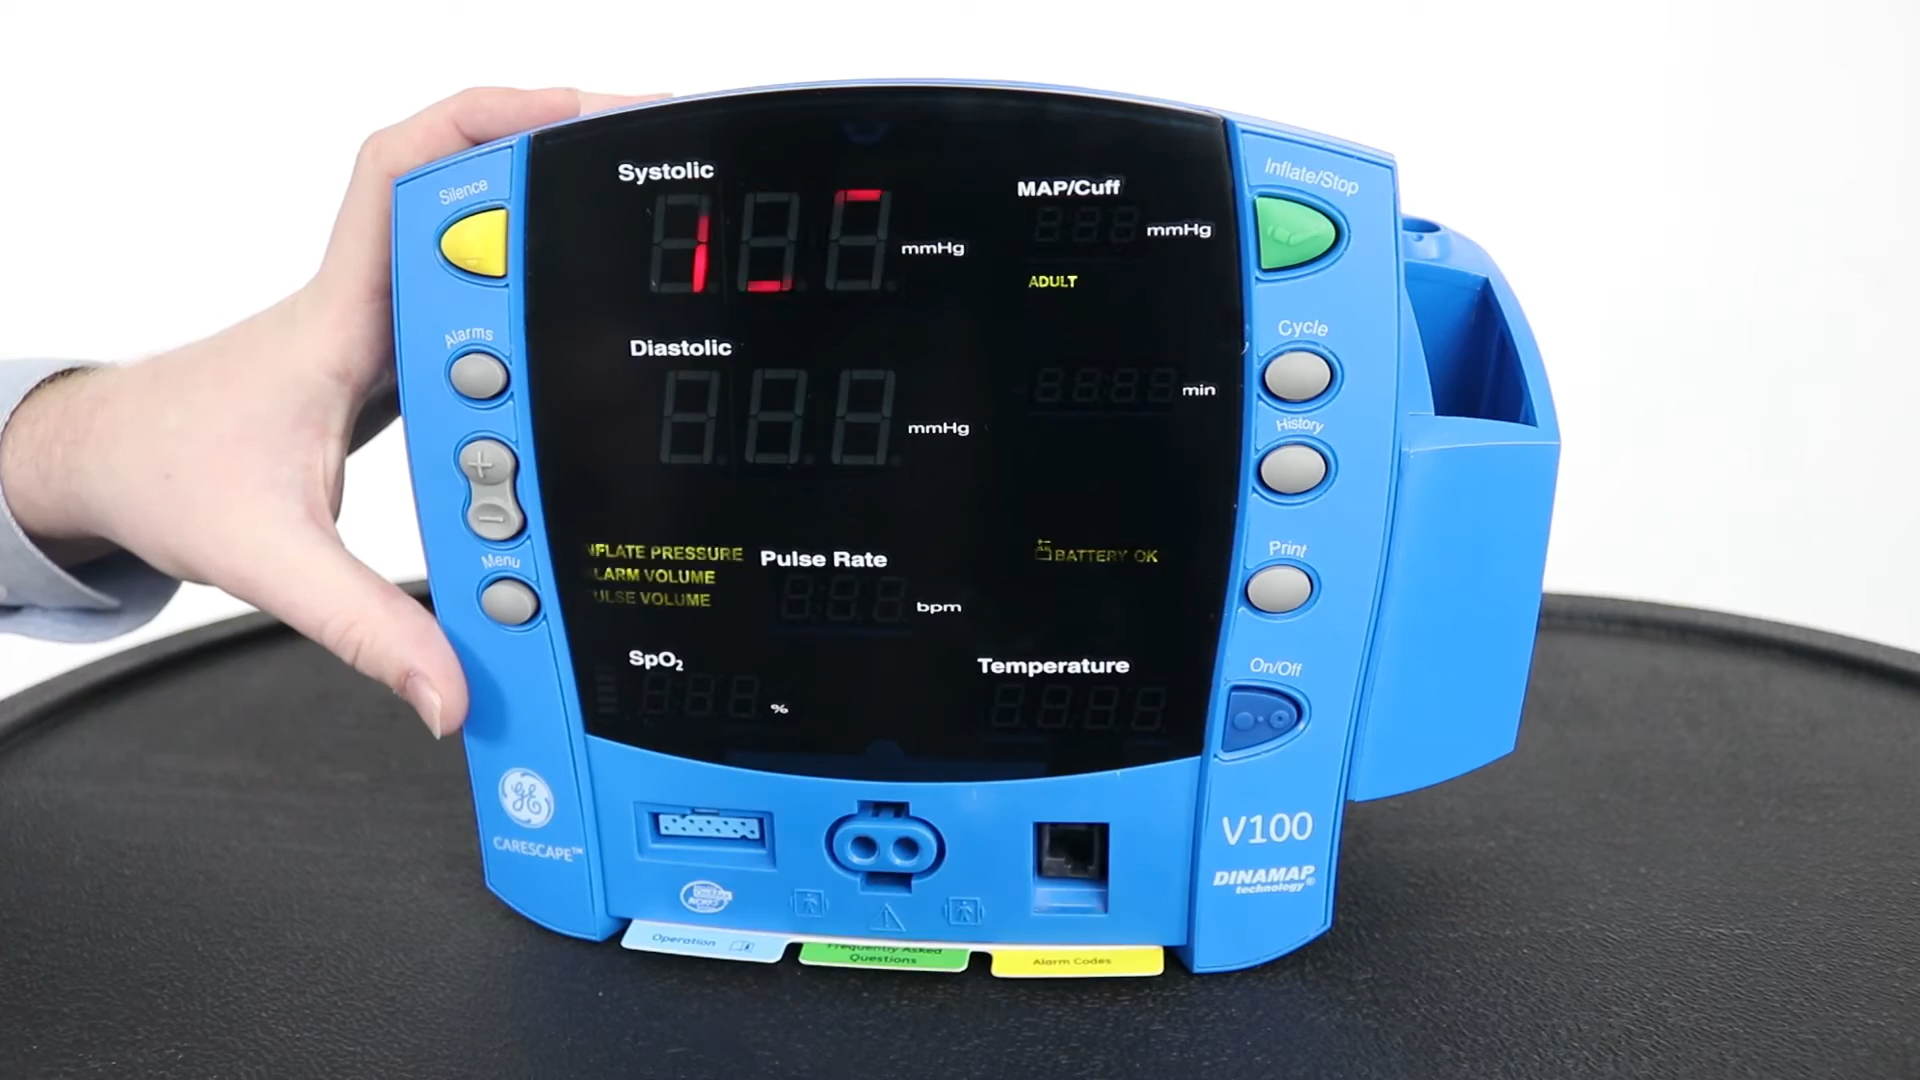 Silence
Systolic
mmHg
MAP/Cuff
mmHg
ADULT
Inflate/Stop
Alarms
Diastolic
mmHg
min
Cycle
History
Menu
NFLATE PRESSURE
LARM VOLUME
ULSE VOLUME
Pulse Rate
bpm
BATTERY OK
Print
SpO₂
%
Temperature
On/Off
GE
CARESCAPE™
V100
DINAMAP®
technology
Operation
Frequently Asked
Questions
Alarm Codes